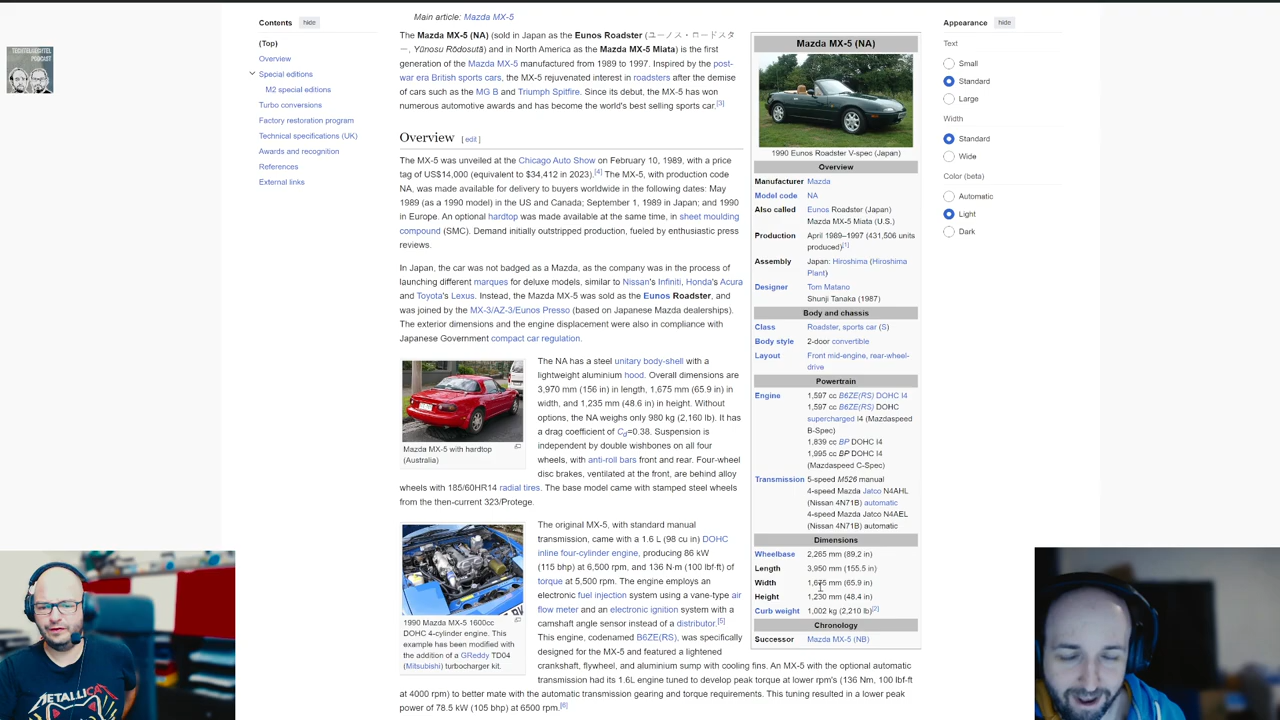 Main article: Mazda MX-5
Contents hide
(Top)
Overview
Special editions
M2 special editions
Turbo conversions
Factory restoration program
Technical specifications (UK)
Awards and recognition
References
External links
PODCAST
The Mazda MX-5 (NA) (sold in Japan as the Eunos Roadster (ユーノス・ロードスタ
ー, Yūnosu Rōdosutā) and in North America as the Mazda MX-5 Miata) is the first
generation of the Mazda MX-5 manufactured from 1989 to 1997. Inspired by the post-
war era British sports cars, the MX-5 rejuvenated interest in roadsters after the demise
of cars such as the MG B and Triumph Spitfire. Since its debut, the MX-5 has won
numerous automotive awards and has become the world's best selling sports car.[3]
Overview [ edit ]
The MX-5 was unveiled at the Chicago Auto Show on February 10, 1989, with a price
tag of US$14,000 (equivalent to $34,412 in 2023).[4] The MX-5, with production code
NA, was made available for delivery to buyers worldwide in the following dates: May
1989 (as a 1990 model) in the US and Canada; September 1, 1989 in Japan; and 1990
in Europe. An optional hardtop was made available at the same time, in sheet moulding
compound (SMC). Demand initially outstripped production, fueled by enthusiastic press
reviews.
In Japan, the car was not badged as a Mazda, as the company was in the process of
launching different marques for deluxe models, similar to Nissan's Infiniti, Honda's Acura
and Toyota's Lexus. Instead, the Mazda MX-5 was sold as the Eunos Roadster, and
was joined by the MX-3/AZ-3/Eunos Presso (based on Japanese Mazda dealerships).
The exterior dimensions and the engine displacement were also in compliance with
Japanese Government compact car regulation.
Mazda MX-5 with hardtop
(Australia)
The NA has a steel unitary body-shell with a
lightweight aluminium hood. Overall dimensions are
3,970 mm (156 in) in length, 1,675 mm (65.9 in) in
width, and 1,235 mm (48.6 in) in height. Without
options, the NA weighs only 980 kg (2,160 lb). It has
a drag coefficient of Cd=0.38. Suspension is
independent by double wishbones on all four
wheels, with anti-roll bars front and rear. Four-wheel
disc brakes, ventilated at the front, are behind alloy
wheels with 185/60HR14 radial tires. The base model came with stamped steel wheels
from the then-current 323/Protege.
1990 Mazda MX-5 1600cc
DOHC 4-cylinder engine. This
example has been modified with
the addition of a GReddy TD04
(Mitsubishi) turbocharger kit.
The original MX-5, with standard manual
transmission, came with a 1.6 L (98 cu in) DOHC
inline four-cylinder engine, producing 86 kW
(115 bhp) at 6,500 rpm, and 136 N·m (100 lbf·ft) of
torque at 5,500 rpm. The engine employs an
electronic fuel injection system using a vane-type air
flow meter and an electronic ignition system with a
camshaft angle sensor instead of a distributor.[5]
This engine, codenamed B6ZE(RS), was specifically
designed for the MX-5 and featured a lightened
crankshaft, flywheel, and aluminium sump with cooling fins. An MX-5 with the optional automatic
transmission had its 1.6L engine tuned to develop peak torque at lower rpm's (136 Nm, 100 lbf-ft
at 4000 rpm) to better mate with the automatic transmission gearing and torque requirements. This tuning resulted in a lower peak
power of 78.5 kW (105 bhp) at 6500 rpm.[6]
Mazda MX-5 (NA)
1990 Eunos Roadster V-spec (Japan)
Overview
Manufacturer Mazda
Model code NA
Also called Eunos Roadster (Japan)
Mazda MX-5 Miata (U.S.)
Production April 1989–1997 (431,506 units
produced)[1]
Assembly Japan: Hiroshima (Hiroshima
Plant)
Designer Tom Matano
Shunji Tanaka (1987)
Body and chassis
Class Roadster, sports car (S)
Body style 2-door convertible
Layout Front mid-engine, rear-wheel-
drive
Powertrain
Engine 1,597 cc B6ZE(RS) DOHC I4
1,597 cc B6ZE(RS) DOHC
supercharged I4 (Mazdaspeed
B-Spec)
1,839 cc BP DOHC I4
1,995 cc BP DOHC I4
(Mazdaspeed C-Spec)
Transmission 5-speed M526 manual
4-speed Mazda Jatco N4AHL
(Nissan 4N71B) automatic
4-speed Mazda Jatco N4AEL
(Nissan 4N71B) automatic
Dimensions
Wheelbase 2,265 mm (89.2 in)
Length 3,950 mm (155.5 in)
Width 1,675 mm (65.9 in)
Height 1,230 mm (48.4 in)
Curb weight 1,002 kg (2,210 lb)[2]
Chronology
Successor Mazda MX-5 (NB)
Appearance hide
Text
Small
Standard
Large
Width
Standard
Wide
Color (beta)
Automatic
Light
Dark
METALLICAT